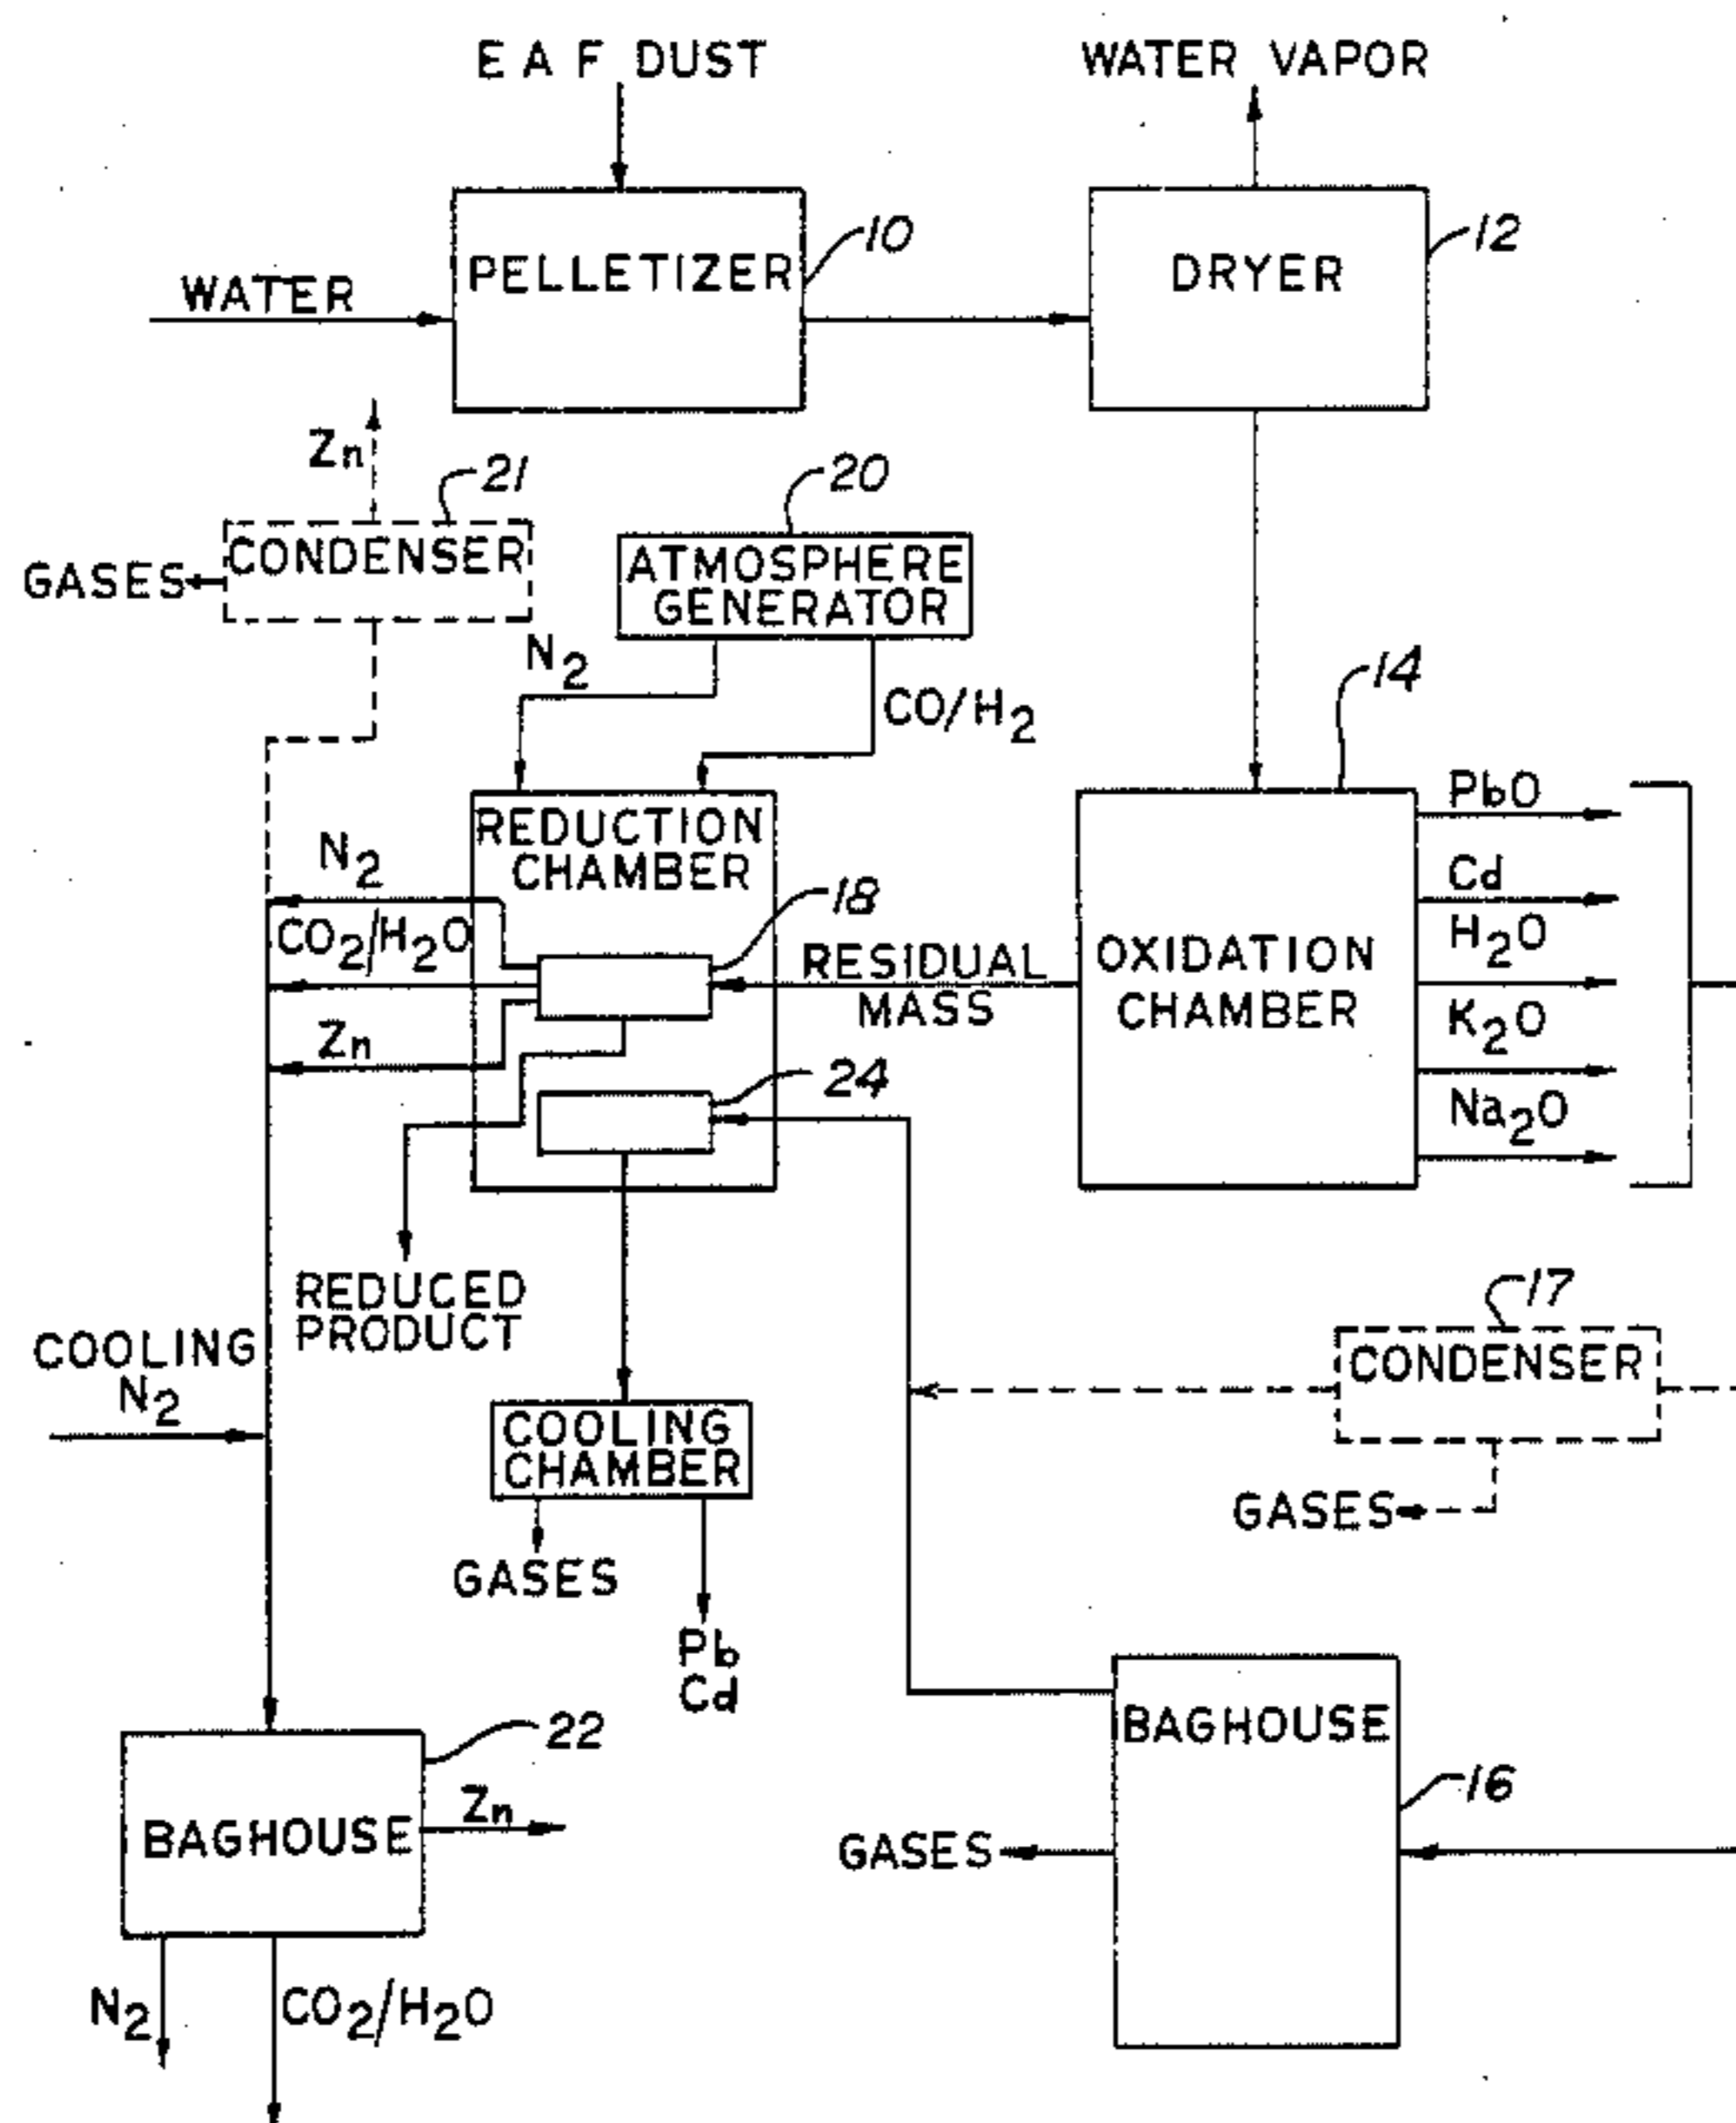 E A F DUST
WATER VAPOR
PELLETIZER
10
DRYER
12
WATER
Zn
21
20
CONDENSER
GASES
ATMOSPHERE
GENERATOR
N2
CO/H2
14
REDUCTION
CHAMBER
PbO
N2
18
Cd
CO2/H2O
RESIDUAL
MASS
OXIDATION
CHAMBER
H2O
Zn
K2O
24
Na2O
REDUCED
PRODUCT
17
COOLING
N2
CONDENSER
COOLING
CHAMBER
GASES
GASES
Pb
Cd
22
BAGHOUSE
16
Zn
BAGHOUSE
GASES
N2
CO2/H2O